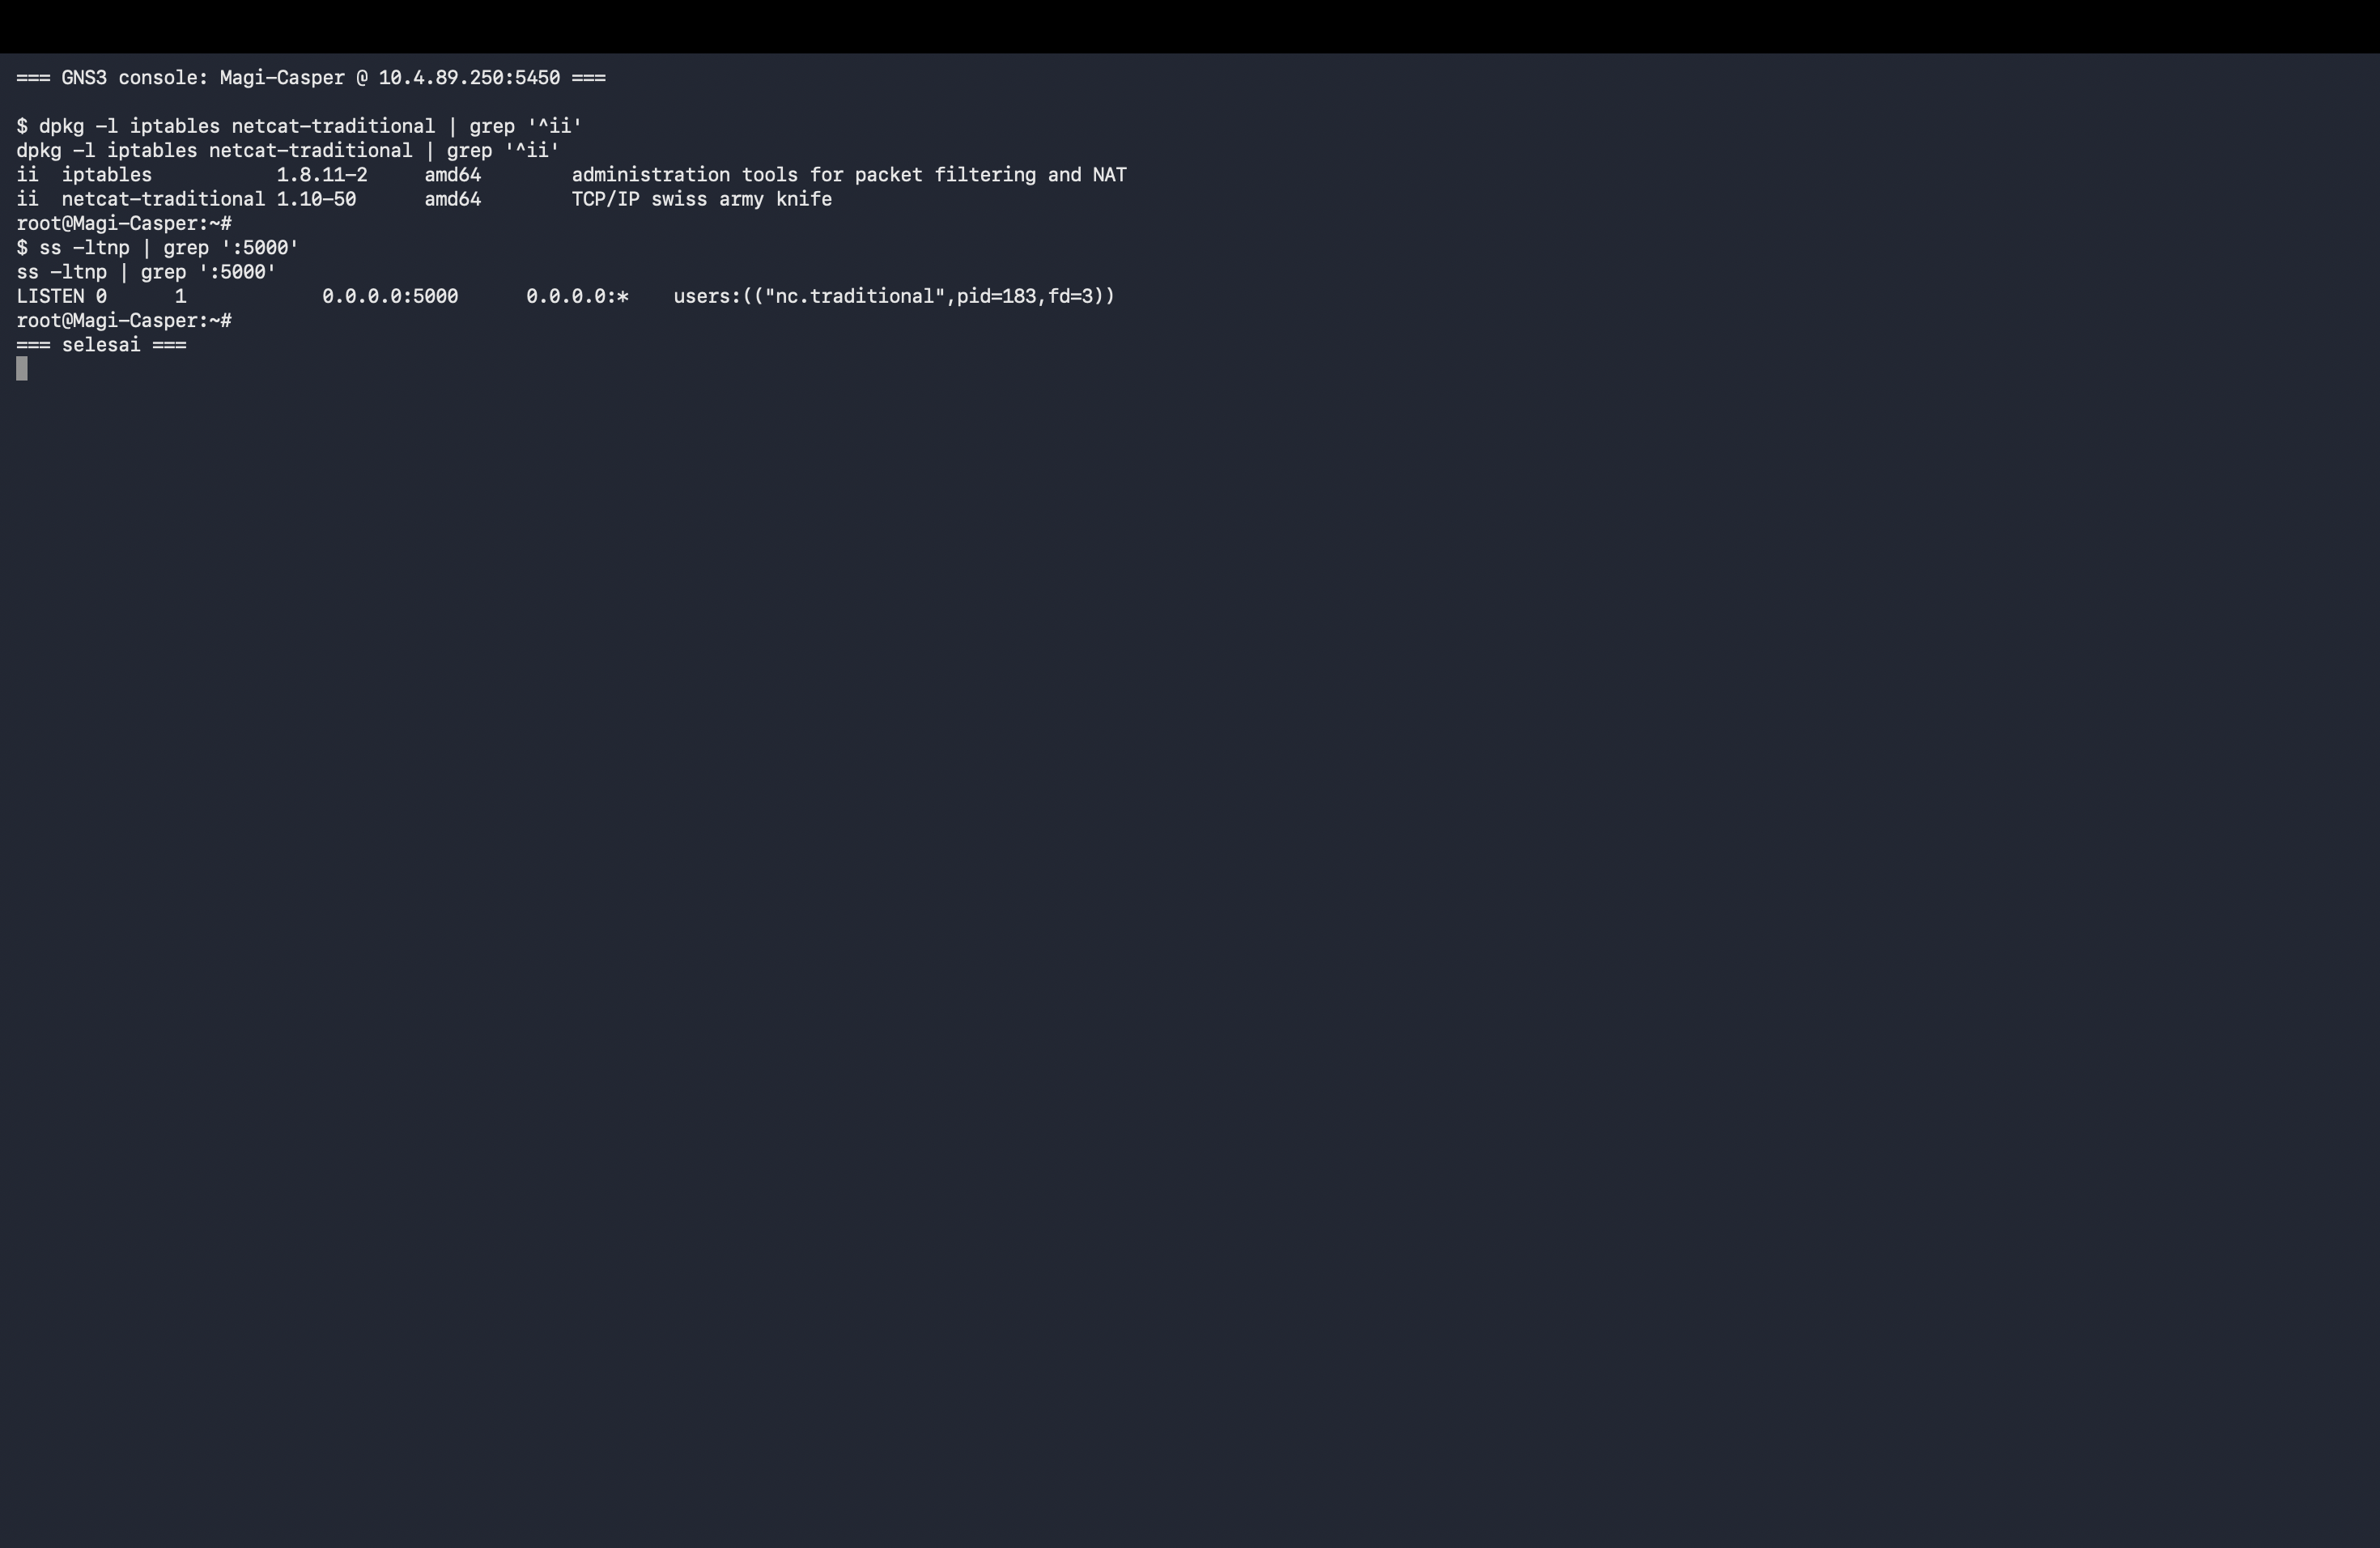 === GNS3 console: Magi-Casper @ 10.4.89.250:5450 ===
$ dpkg -l iptables netcat-traditional | grep '^ii'
dpkg -l iptables netcat-traditional | grep '^ii'
ii  iptables           1.8.11-2     amd64        administration tools for packet filtering and NAT
ii  netcat-traditional 1.10-50      amd64        TCP/IP swiss army knife
root@Magi-Casper:~#
$ ss -ltnp | grep ':5000'
ss -ltnp | grep ':5000'
LISTEN 0      1            0.0.0.0:5000      0.0.0.0:*    users:(("nc.traditional",pid=183,fd=3))
root@Magi-Casper:~#
=== selesai ===